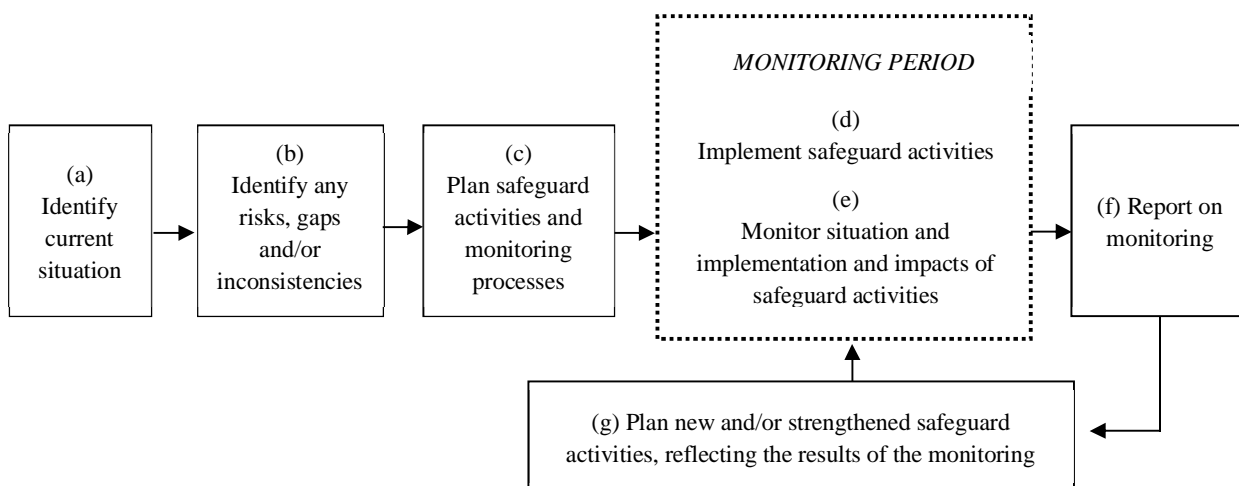 (a)
Identify
current
situation
(b)
Identify any
risks, gaps
and/or
inconsistencies
(c)
Plan safeguard
activities and
monitoring
processes
MONITORING PERIOD
(d)
Implement safeguard activities
(e)
Monitor situation and
implementation and impacts of
safeguard activities
(f) Report on
monitoring
(g) Plan new and/or strengthened safeguard
activities, reflecting the results of the monitoring